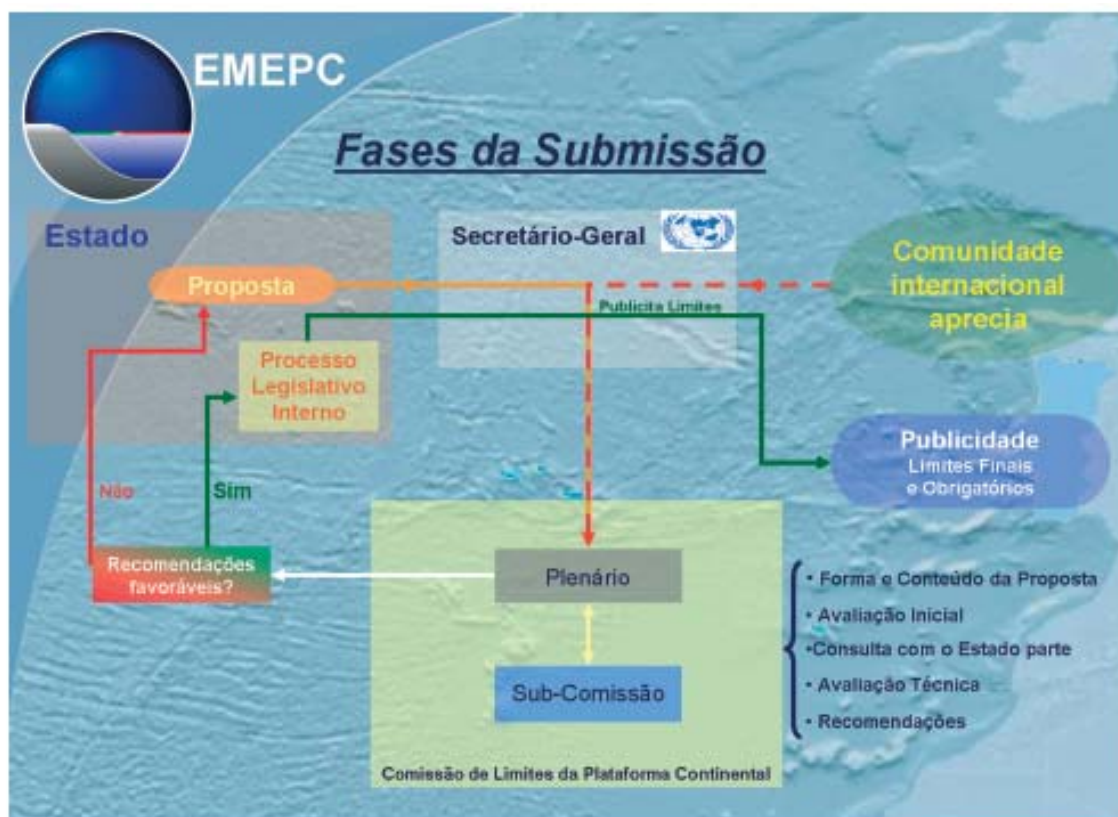 EMEPC
Fases da Submissão
Estado
Proposta
Processo
Legislativo
Interno
Secretário-Geral
Publicita Limites
Comunidade
internacional
aprecia
Publicidade
Limites Finais
e Obrigatórios
Não
Sim
Recomendações
favoráveis?
Plenário
Sub-Comissão
Comissão de Limites da Plataforma Continental
• Forma e Conteúdo da Proposta
• Avaliação Inicial
•Consulta com o Estado parte
• Avaliação Técnica
• Recomendações